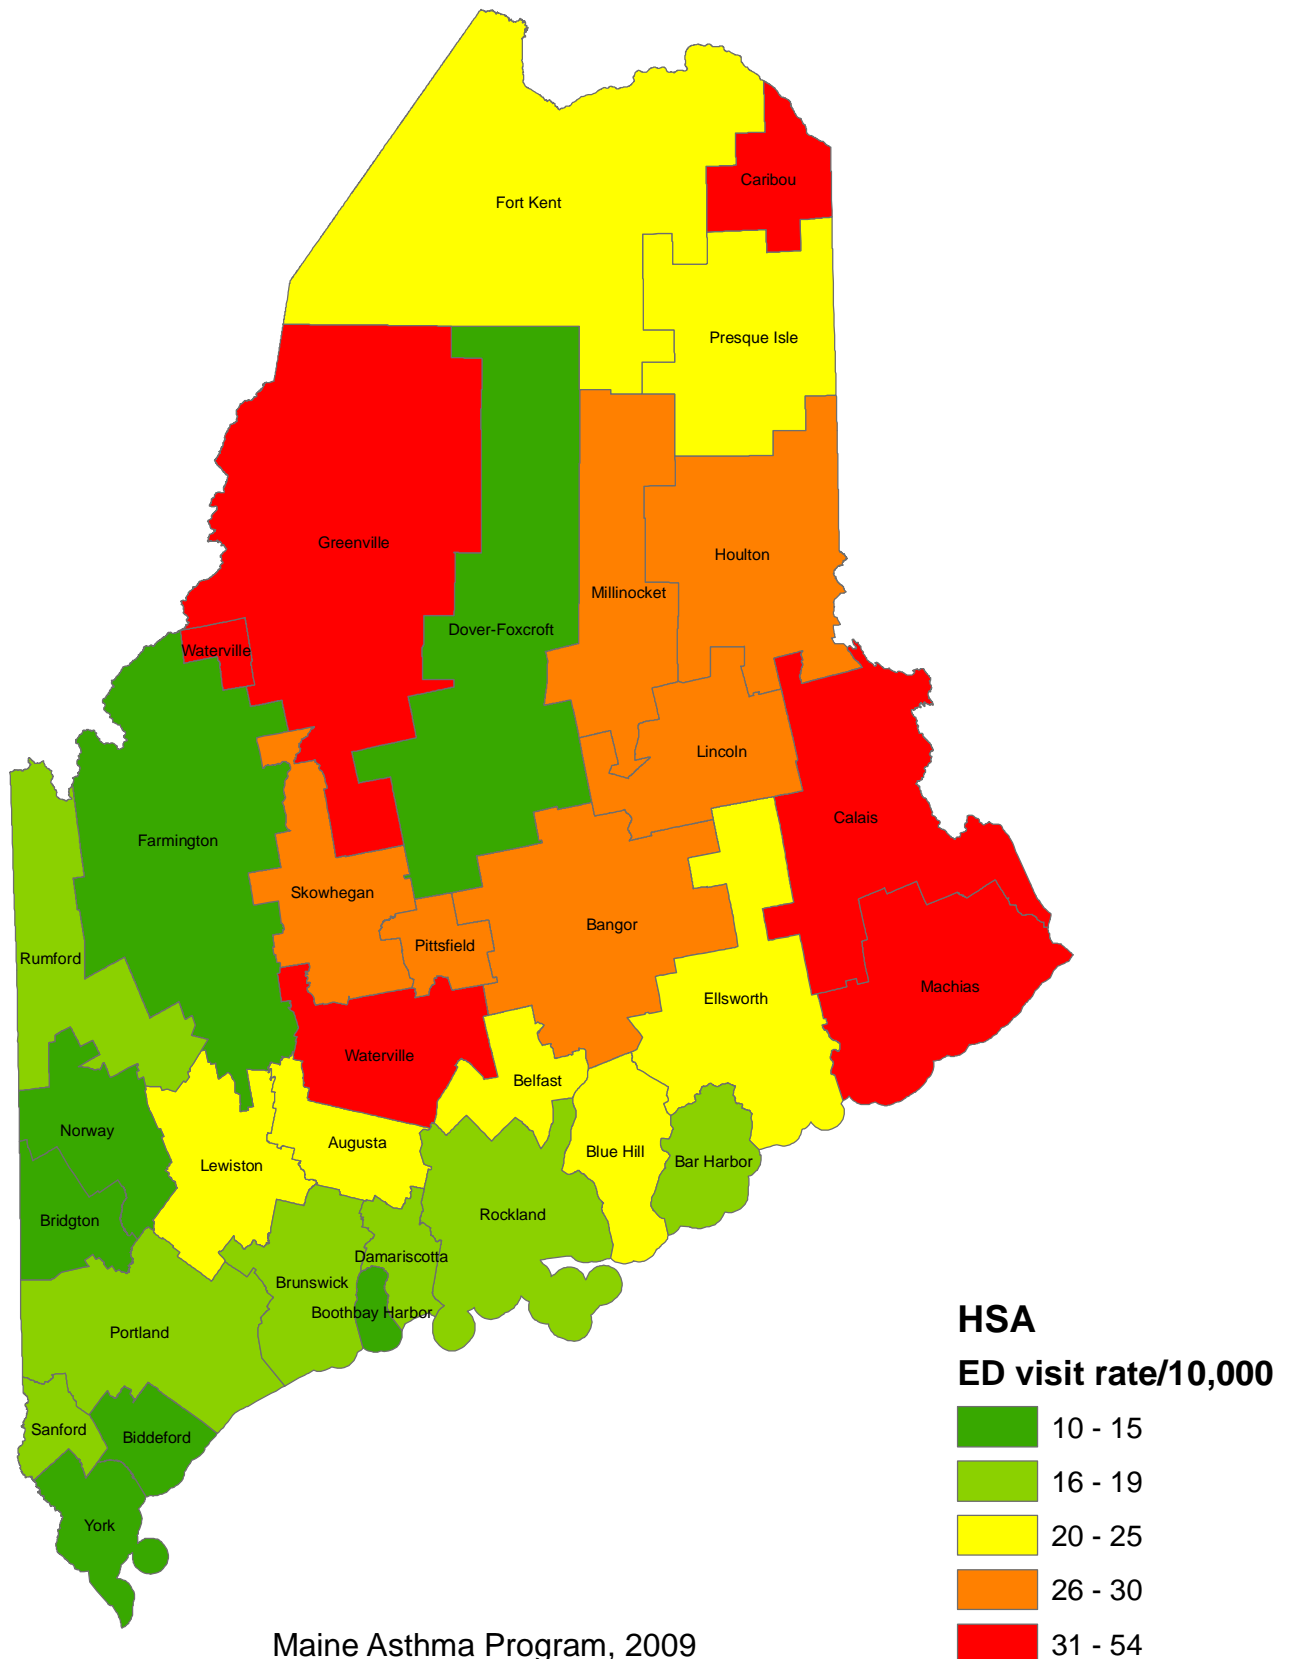 Fort Kent
Caribou
Presque Isle
Greenville
Houlton
Millinocket
Dover-Foxcroft
Waterville
Lincoln
Calais
Farmington
Skowhegan
Bangor
Pittsfield
Rumford
Machias
Ellsworth
Waterville
Belfast
Norway
Augusta
Blue Hill
Bar Harbor
Lewiston
Rockland
Bridgton
Damariscotta
Brunswick
Boothbay Harbor
Portland
Sanford
Biddeford
York
HSA
ED visit rate/10,000
10 - 15
16 - 19
20 - 25
26 - 30
31 - 54
Maine Asthma Program, 2009